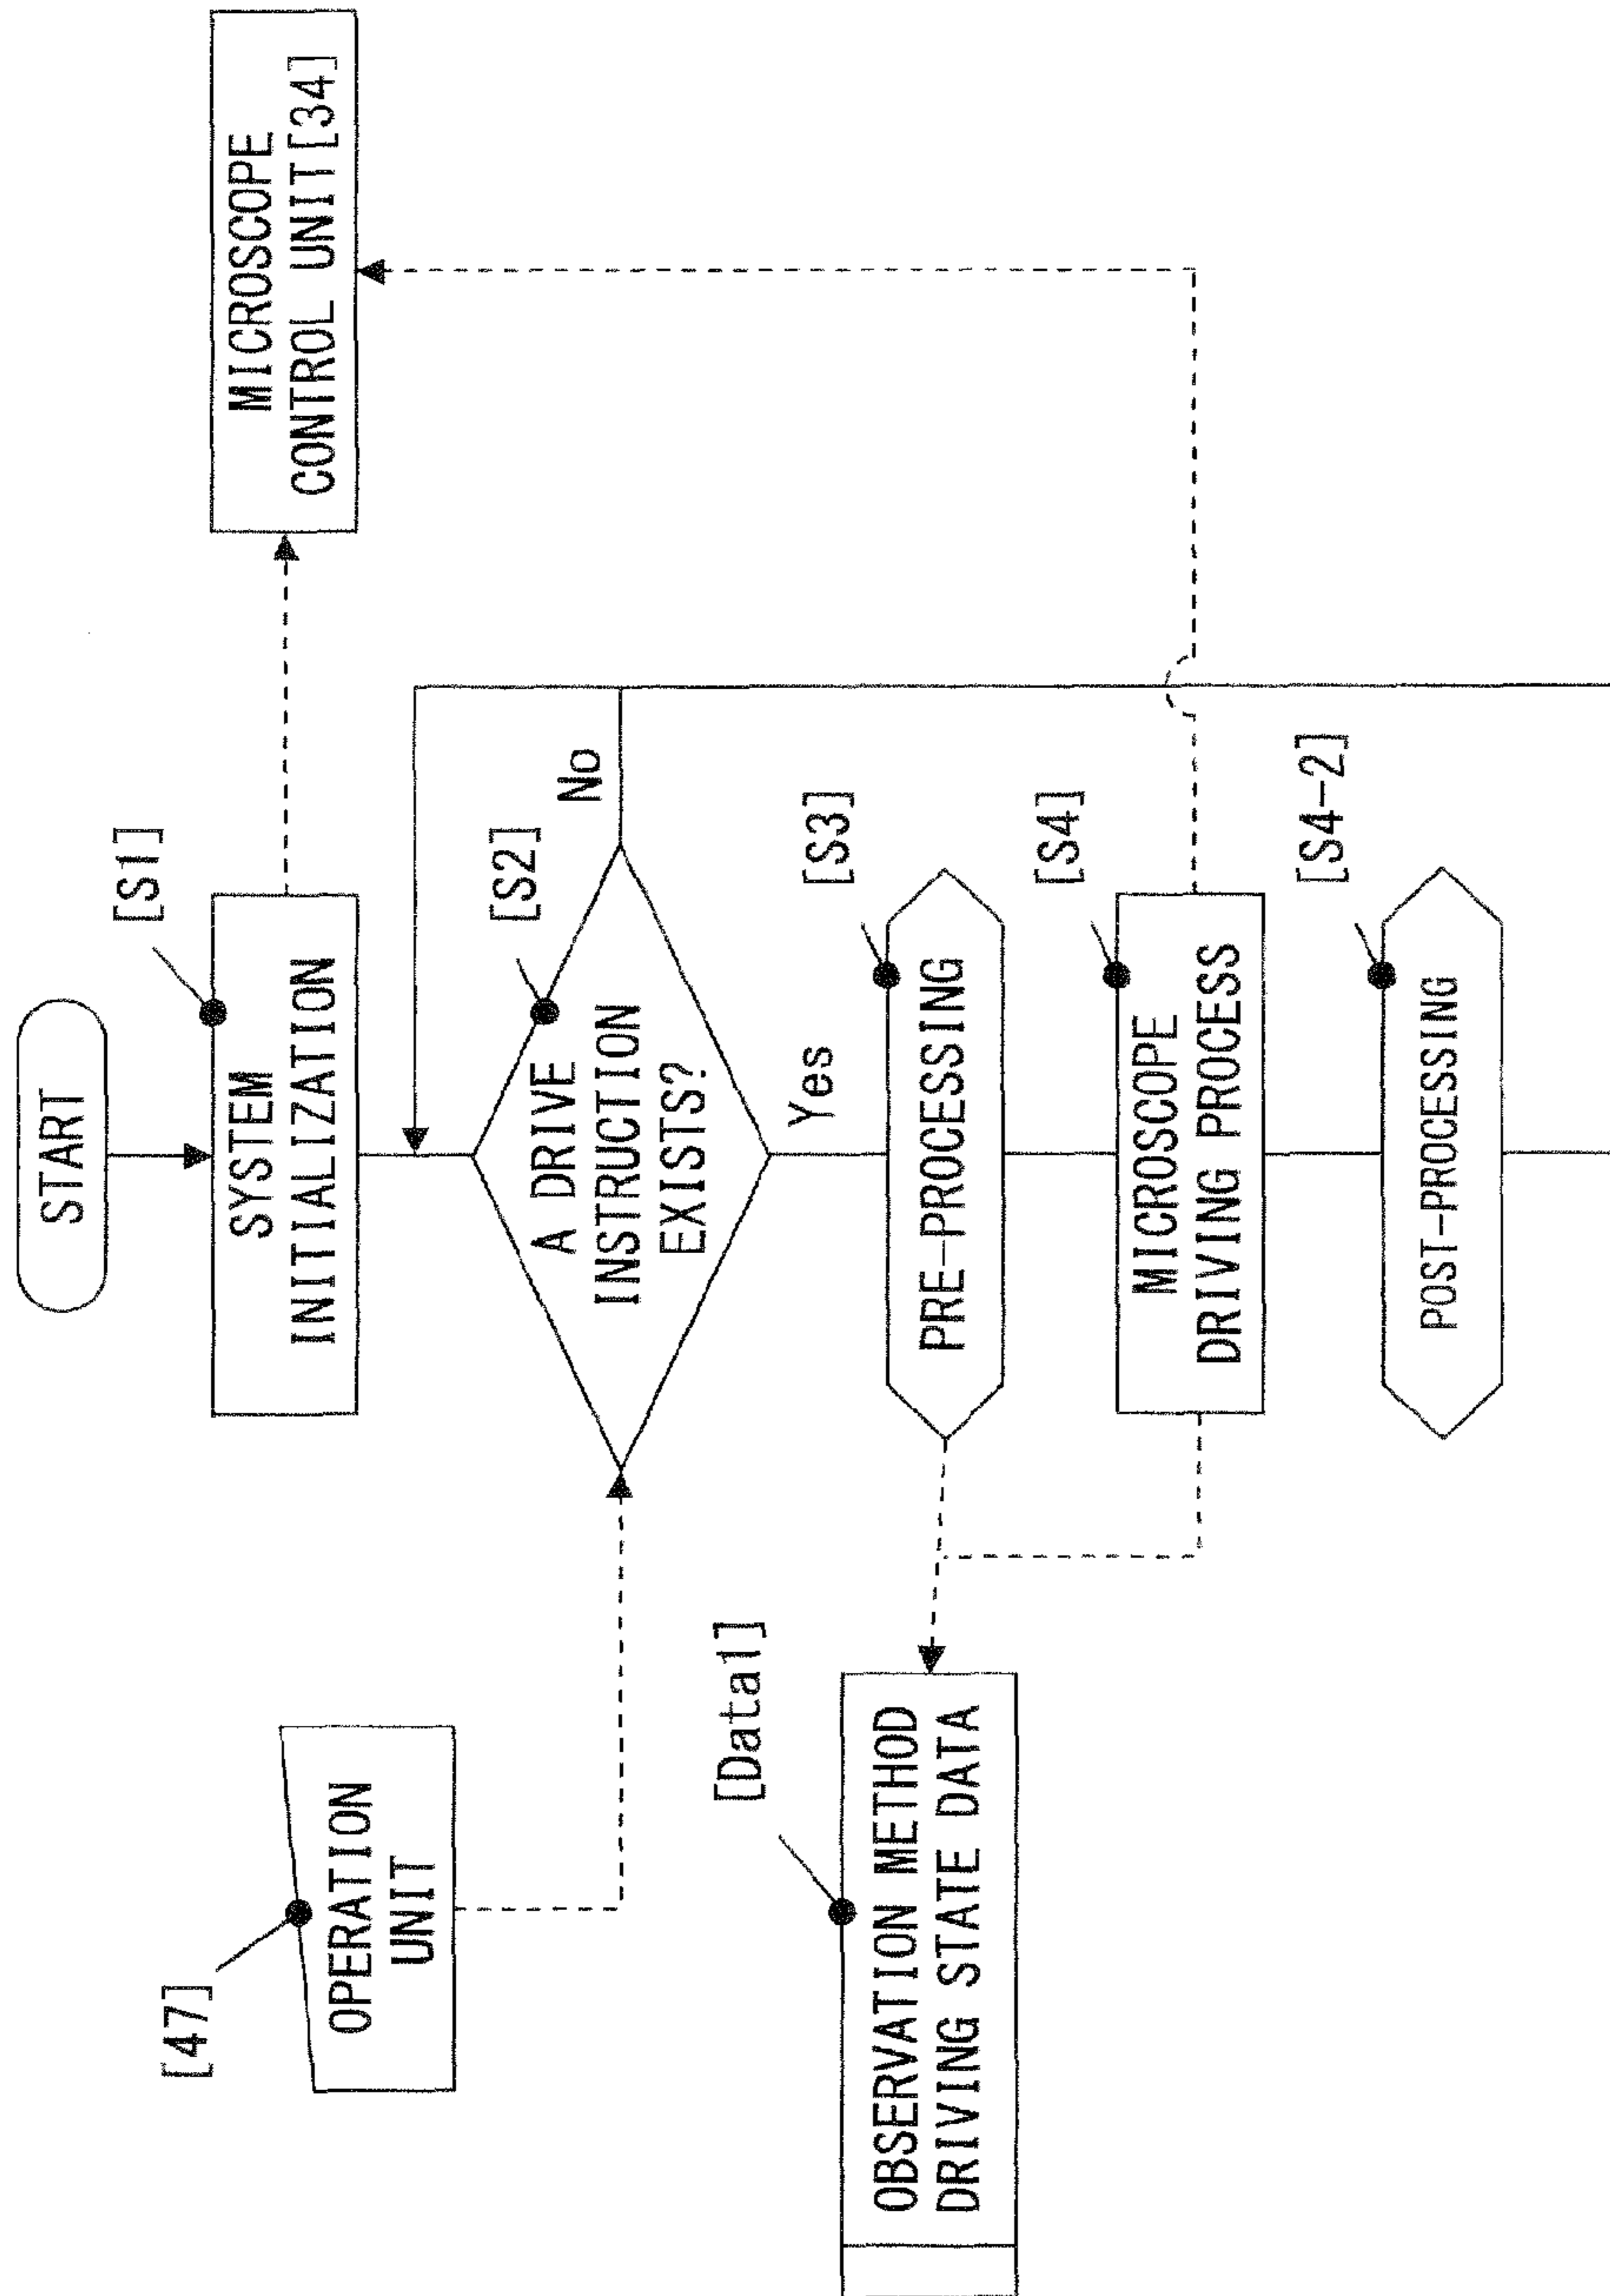 START
[S1]
SYSTEM
INITIALIZATION
MICROSCOPE
CONTROL UNIT[34]
[47]
OPERATION
UNIT
[S2]
A DRIVE
INSTRUCTION
EXISTS?
No
Yes
[S3]
PRE-PROCESSING
[Data1]
OBSERVATION METHOD
DRIVING STATE DATA
[S4]
MICROSCOPE
DRIVING PROCESS
[S4-2]
POST-PROCESSING